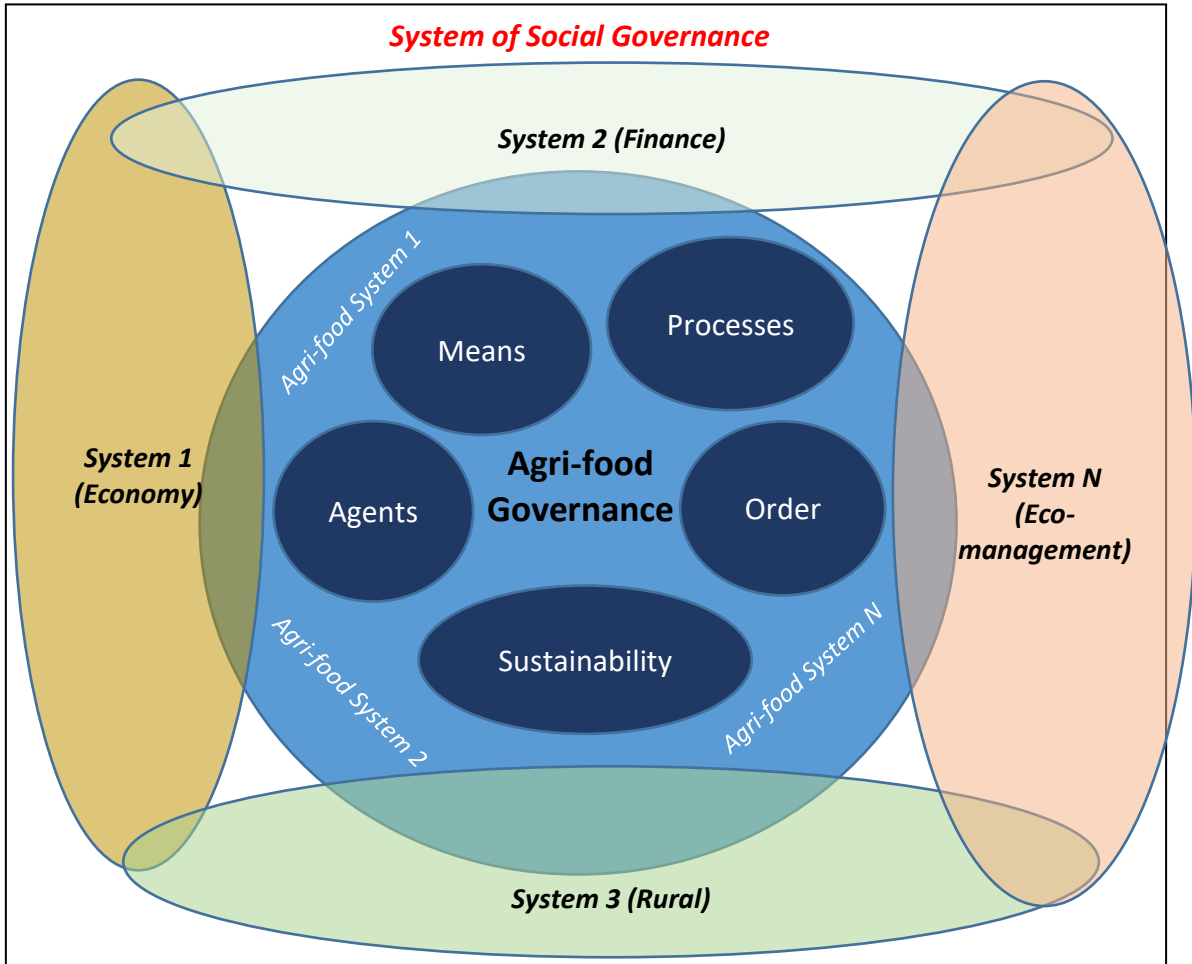 System of Social Governance
System 2 (Finance)
Agri-food System 1
Means
Processes
System 1
(Economy)
Agents
Agri-food
Governance
Order
System N
(Eco-
management)
Sustainability
Agri-food System 2
Agri-food System N
System 3 (Rural)